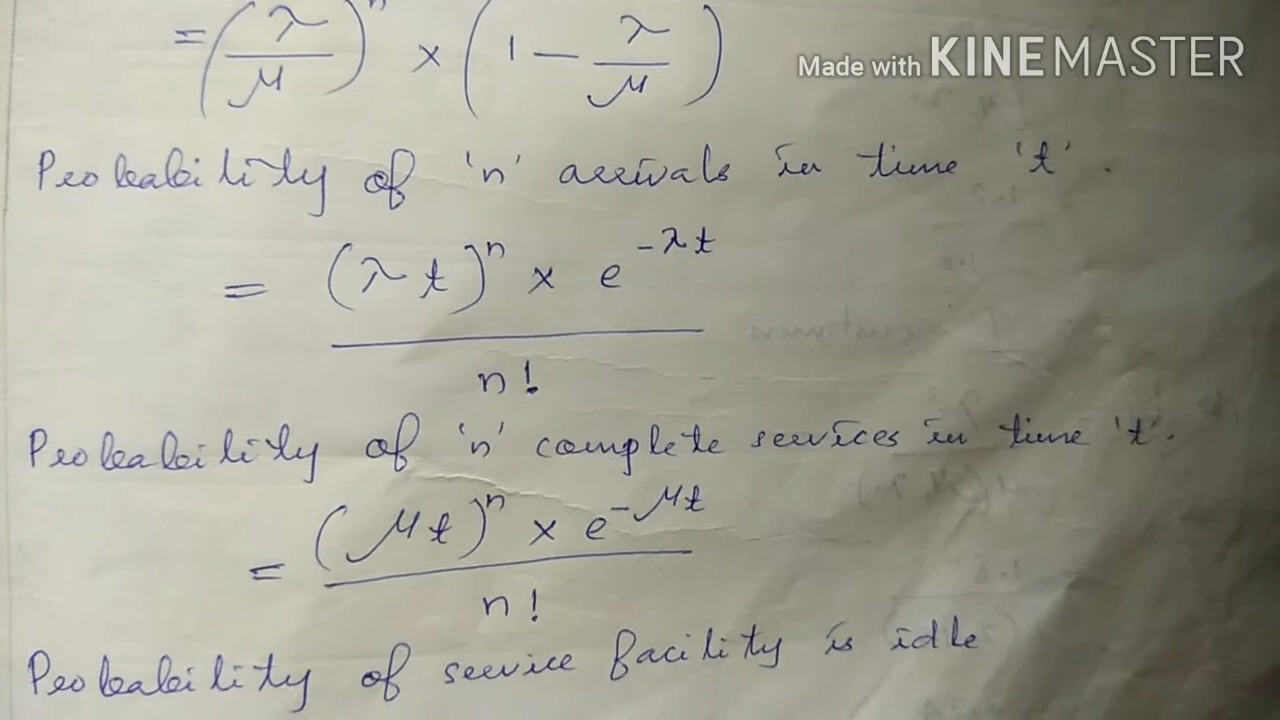 = (λ/μ)^n × (1 − λ/μ)
Made with KINEMASTER
Probability of 'n' arrivals in time 't'.
= (λt)^n × e^−λt
n!
Probability of 'n' complete services in time 't'.
= (μt)^n × e^−μt
n!
Probability of service facility is idle